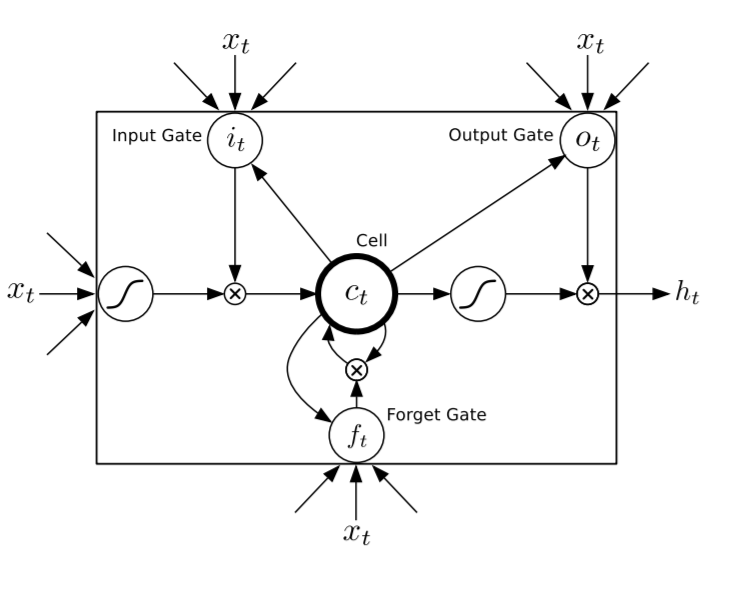 x_t x_t
Input Gate i_t Output Gate o_t
Cell
x_t c_t h_t
Forget Gate
f_t
x_t